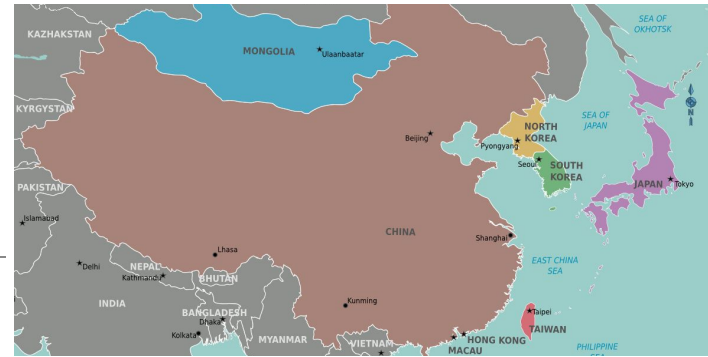 SEA OF
OKHOTSK
KAZAKHSTAN
MONGOLIA
Ulaanbaatar
KYRGYSTAN
SEA OF
JAPAN
N
Beijing
NORTH
KOREA
Pyongyang
Seoul
SOUTH
KOREA
PAKISTAN
JAPAN
Tokyo
Islamabad
CHINA
Shanghai
Lhasa
EAST CHINA
SEA
Delhi
NEPAL
Kathmandu
BHUTAN
INDIA
Kunming
BANGLADESH
Dhaka
Taipei
TAIWAN
Kolkata
MYANMAR
VIETNAM
HONG KONG
MACAU
PHILIPPINE
SEA